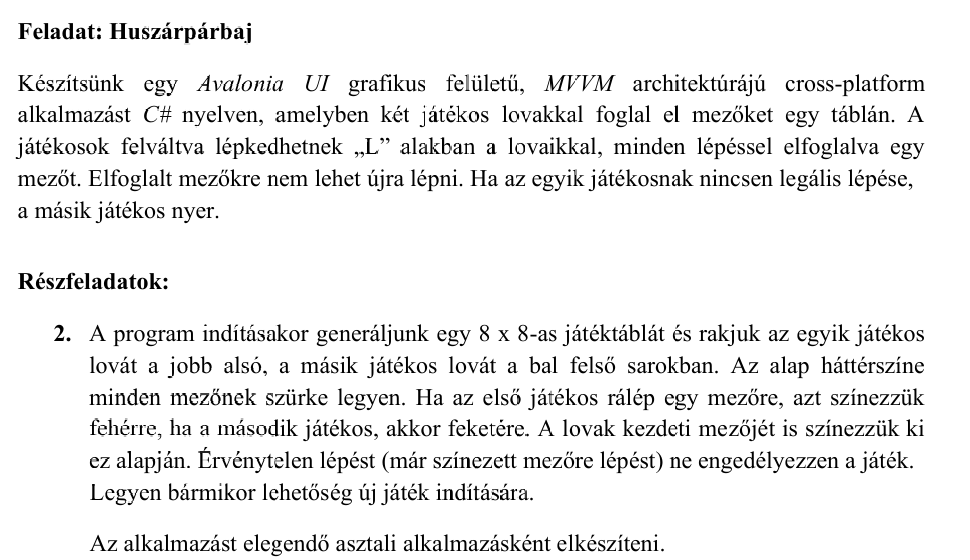 Feladat: Huszárpárbaj
Készítsünk egy Avalonia UI grafikus felületű, MVVM architektúrájú cross-platform
alkalmazást C# nyelven, amelyben két játékos lovakkal foglal el mezőket egy táblán. A
játékosok felváltva lépkedhetnek „L” alakban a lovaikkal, minden lépéssel elfoglalva egy
mezőt. Elfoglalt mezőkre nem lehet újra lépni. Ha az egyik játékosnak nincsen legális lépése,
a másik játékos nyer.
Részfeladatok:
2. A program indításakor generáljunk egy 8 x 8-as játéktáblát és rakjuk az egyik játékos
lovát a jobb alsó, a másik játékos lovát a bal felső sarokban. Az alap háttérszíne
minden mezőnek szürke legyen. Ha az első játékos rálép egy mezőre, azt színezzük
fehérre, ha a második játékos, akkor feketére. A lovak kezdeti mezőjét is színezzük ki
ez alapján. Érvénytelen lépést (már színezett mezőre lépést) ne engedélyezzen a játék.
Legyen bármikor lehetőség új játék indítására.
Az alkalmazást elegendő asztali alkalmazásként elkészíteni.